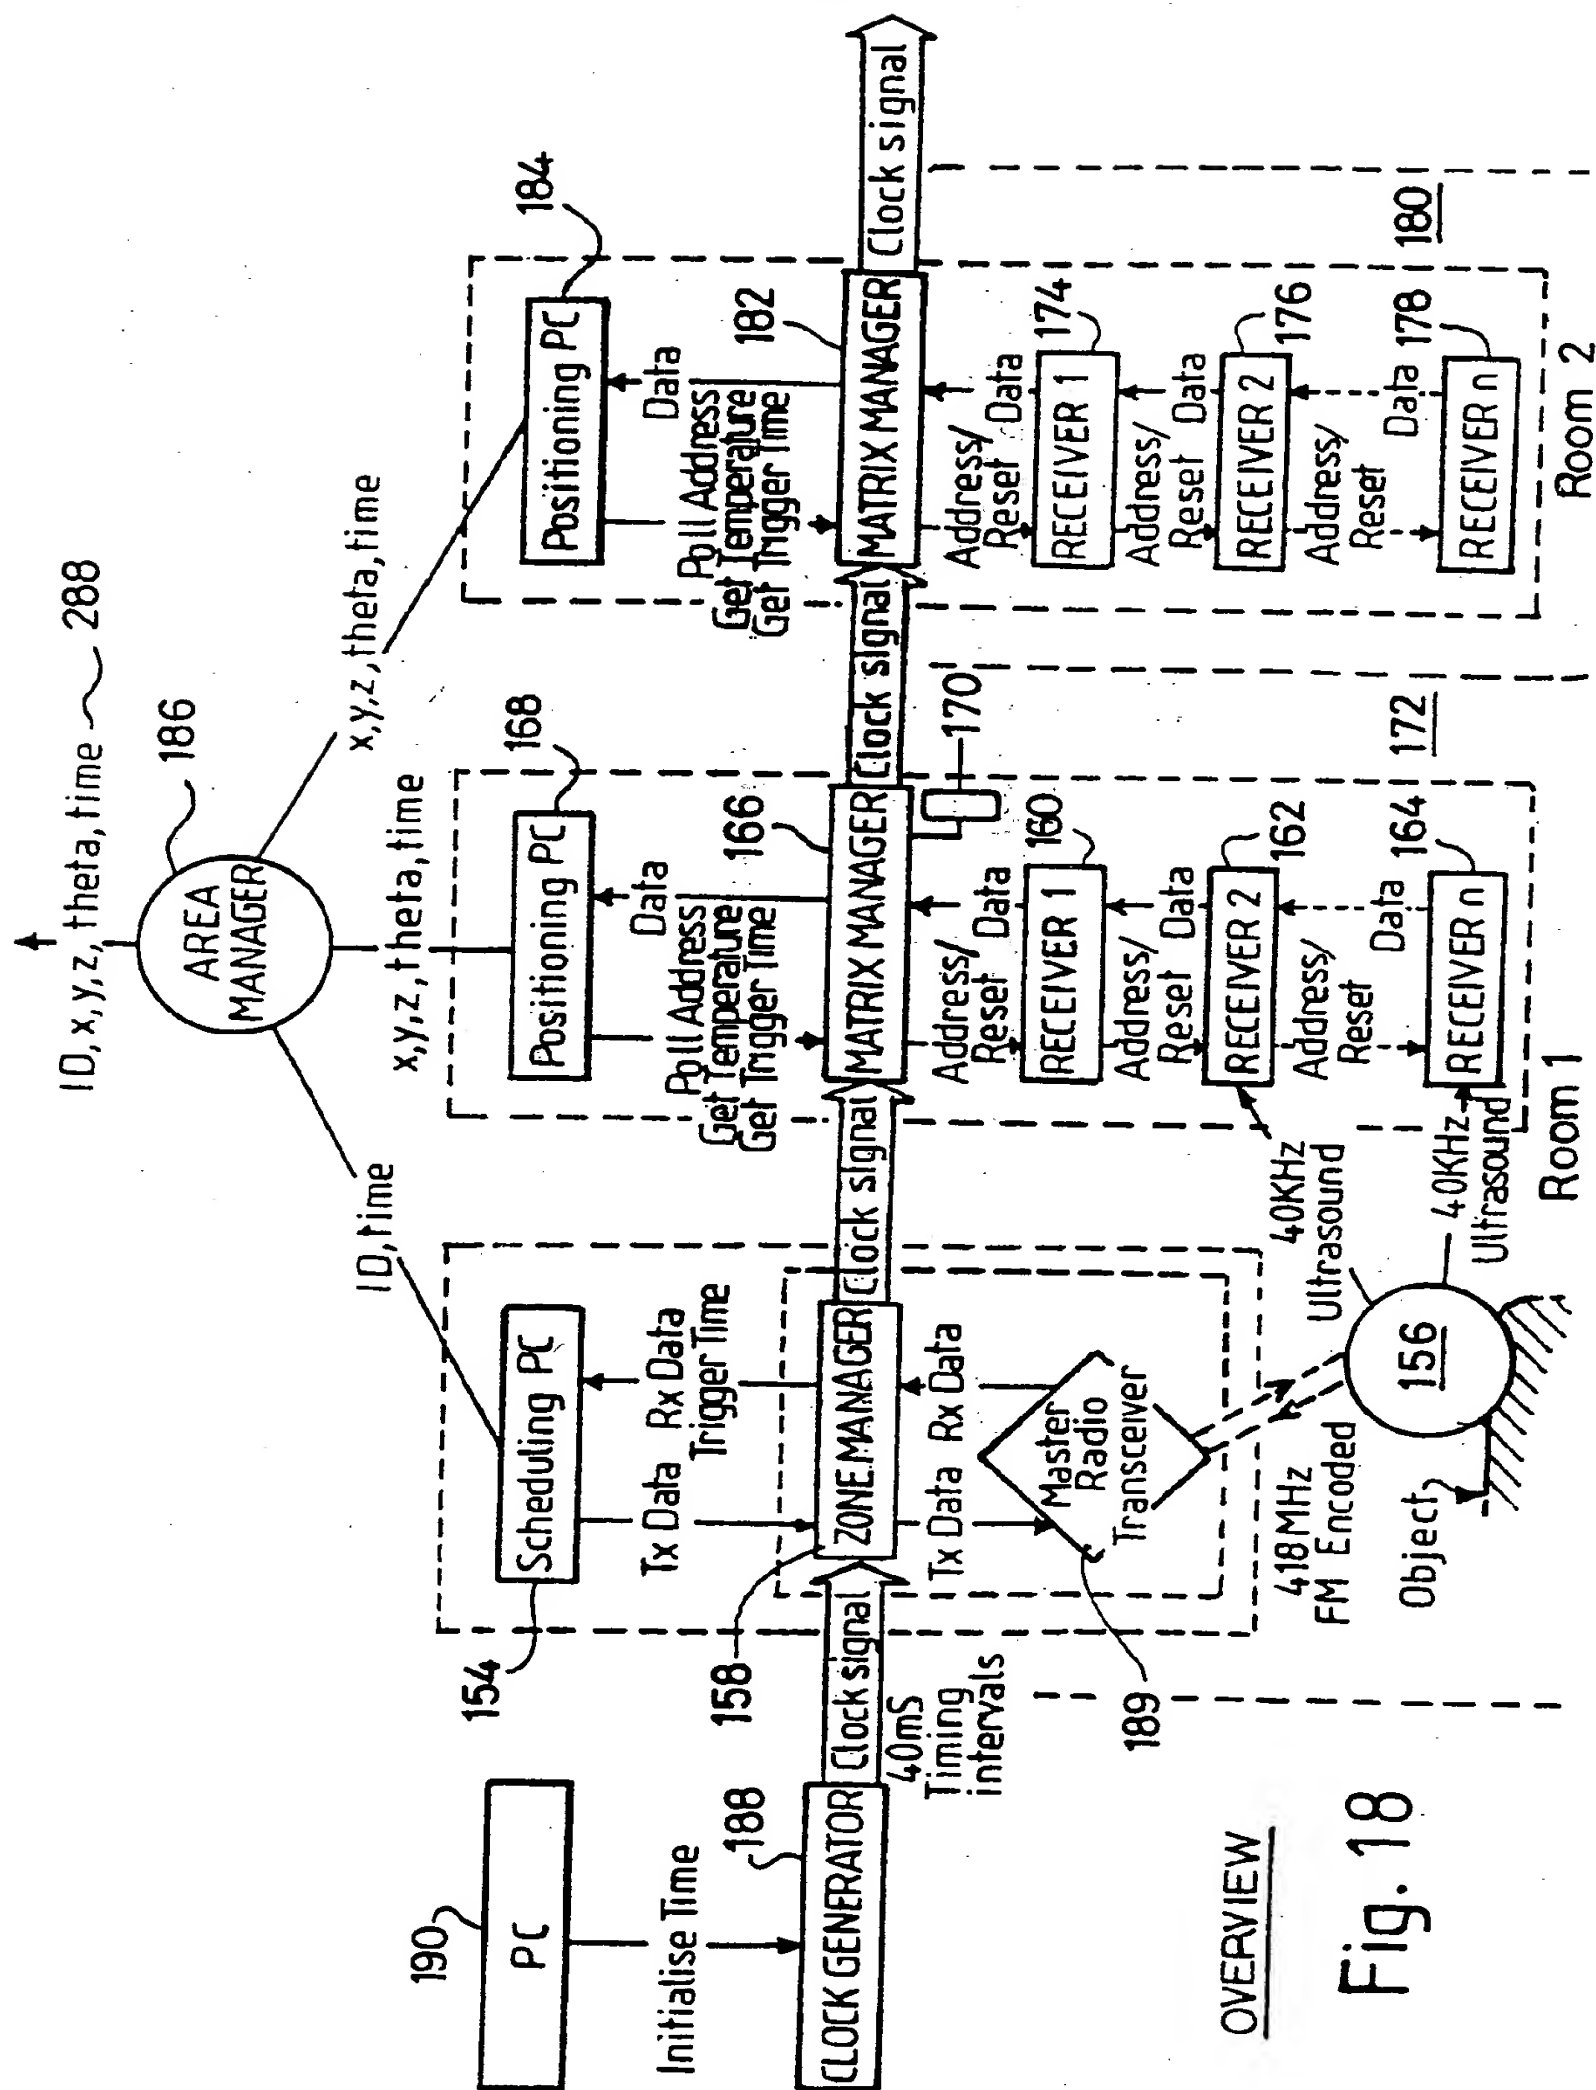 ID,x,y,z, theta,time
288
AREA
MANAGER
186
ID,time
x,y,z,theta,time
x,y,z,theta,time
190
PC
Initialise Time
CLOCK GENERATOR
188
Clock signal
40mS
Timing
intervals
154
Scheduling PC
Tx Data
Rx Data
Trigger Time
158
ZONE MANAGER
Tx Data
Rx Data
Master
Radio
Transceiver
189
Clock signal
418MHz
FM Encoded
Object
156
40KHz
Ultrasound
40KHz
Ultrasound
168
Positioning PC
Poll Address
Get Temperature
Get Trigger Time
Data
166
MATRIX MANAGER
170
Clock signal
Address/
Reset
Data
RECEIVER 1
160
Address/
Reset
Data
RECEIVER 2
162
Address/
Reset
Data
RECEIVER n
164
172
Room 1
184
Positioning PC
Poll Address
Get Temperature
Get Trigger Time
Data
182
MATRIX MANAGER
Clock signal
Address/
Reset
Data
RECEIVER 1
174
Address/
Reset
Data
RECEIVER 2
176
Address/
Reset
Data
RECEIVER n
178
180
Room 2
OVERVIEW
Fig. 18